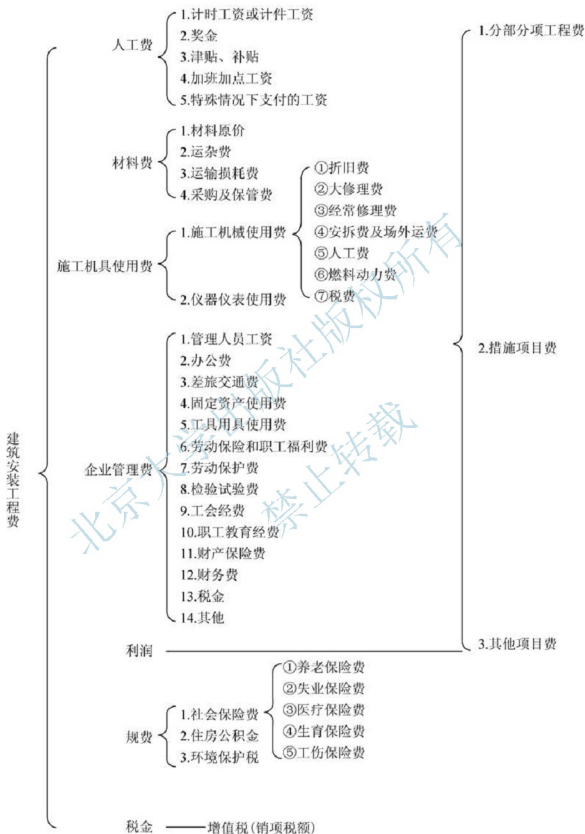 建筑安装工程费
人工费
1.计时工资或计件工资
2.奖金
3.津贴、补贴
4.加班加点工资
5.特殊情况下支付的工资
材料费
1.材料原价
2.运杂费
3.运输损耗费
4.采购及保管费
施工机具使用费
1.施工机械使用费
①折旧费
②大修理费
③经常修理费
④安拆费及场外运费
⑤人工费
⑥燃料动力费
⑦税费
2.仪器仪表使用费
企业管理费
1.管理人员工资
2.办公费
3.差旅交通费
4.固定资产使用费
5.工具用具使用费
6.劳动保险和职工福利费
7.劳动保护费
8.检验试验费
9.工会经费
10.职工教育经费
11.财产保险费
12.财务费
13.税金
14.其他
利润
1.分部分项工程费
2.措施项目费
3.其他项目费
规费
1.社会保险费
①养老保险费
②失业保险费
③医疗保险费
④生育保险费
⑤工伤保险费
2.住房公积金
3.环境保护税
税金
增值税(销项税额)
北京大学出版社版权所有
禁止转载